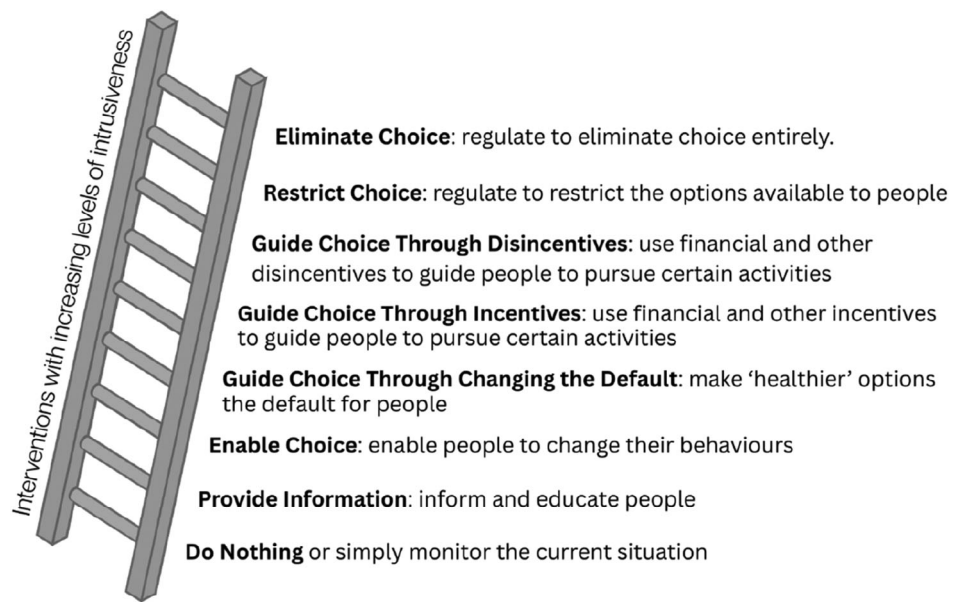 Interventions with increasing levels of intrusiveness
Eliminate Choice: regulate to eliminate choice entirely.
Restrict Choice: regulate to restrict the options available to people
Guide Choice Through Disincentives: use financial and other
disincentives to guide people to pursue certain activities
Guide Choice Through Incentives: use financial and other incentives
to guide people to pursue certain activities
Guide Choice Through Changing the Default: make ‘healthier’ options
the default for people
Enable Choice: enable people to change their behaviours
Provide Information: inform and educate people
Do Nothing or simply monitor the current situation